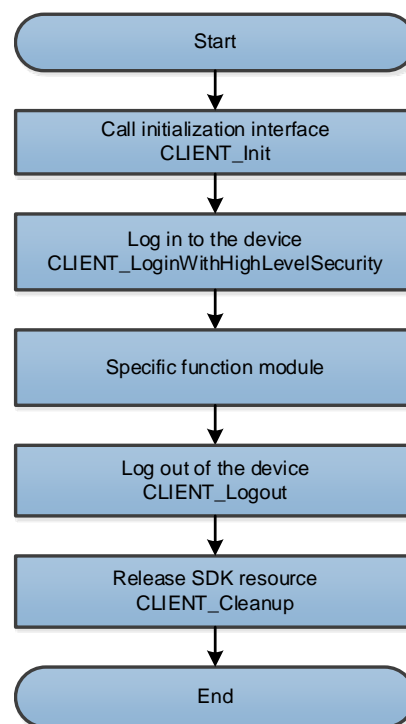 Start
Call initialization interface
CLIENT_Init
Log in to the device
CLIENT_LoginWithHighLevelSecurity
Specific function module
Log out of the device
CLIENT_Logout
Release SDK resource
CLIENT_Cleanup
End